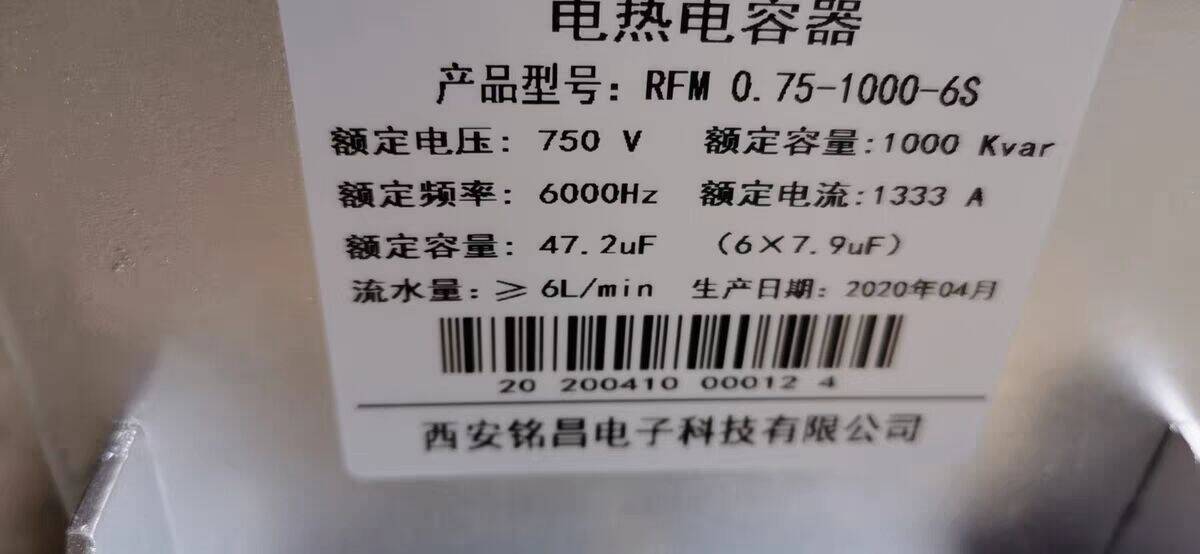 电热电容器
产品型号: RFM 0.75-1000-6S
额定电压: 750 V 额定容量:1000 Kvar
额定频率: 6000Hz 额定电流:1333 A
额定容量: 47.2uF (6×7.9uF)
流水量:≥ 6L/min 生产日期: 2020年04月
20 200410 00012 4
西安铭昌电子科技有限公司